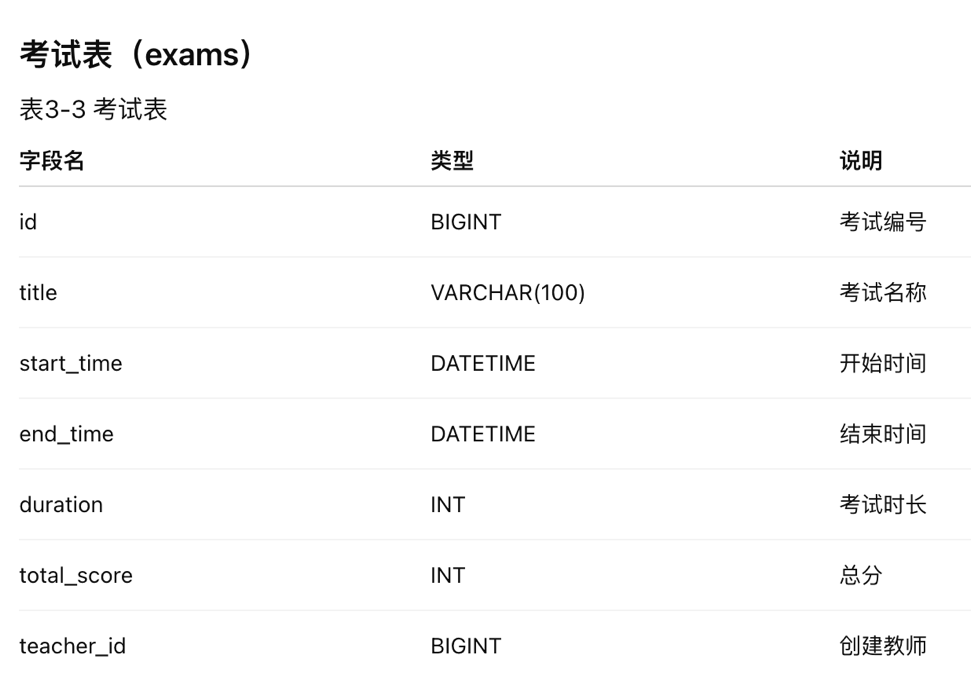 考试表（exams）
表3-3 考试表
字段名 类型 说明
id BIGINT 考试编号
title VARCHAR(100) 考试名称
start_time DATETIME 开始时间
end_time DATETIME 结束时间
duration INT 考试时长
total_score INT 总分
teacher_id BIGINT 创建教师